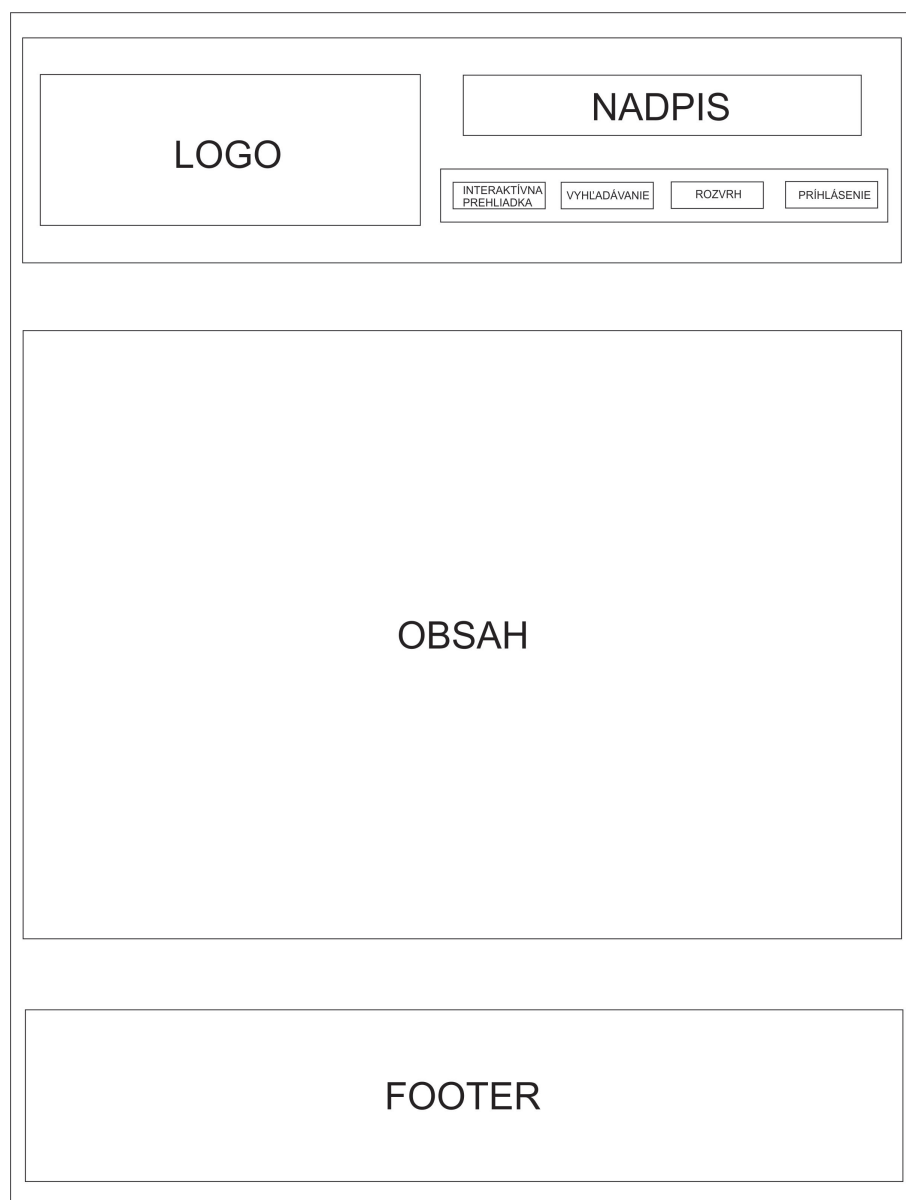 LOGO
NADPIS
INTERAKTÍVNA
PREHLIADKA
VYHĽADÁVANIE
ROZVRH
PRÍHLÁSENIE
OBSAH
FOOTER